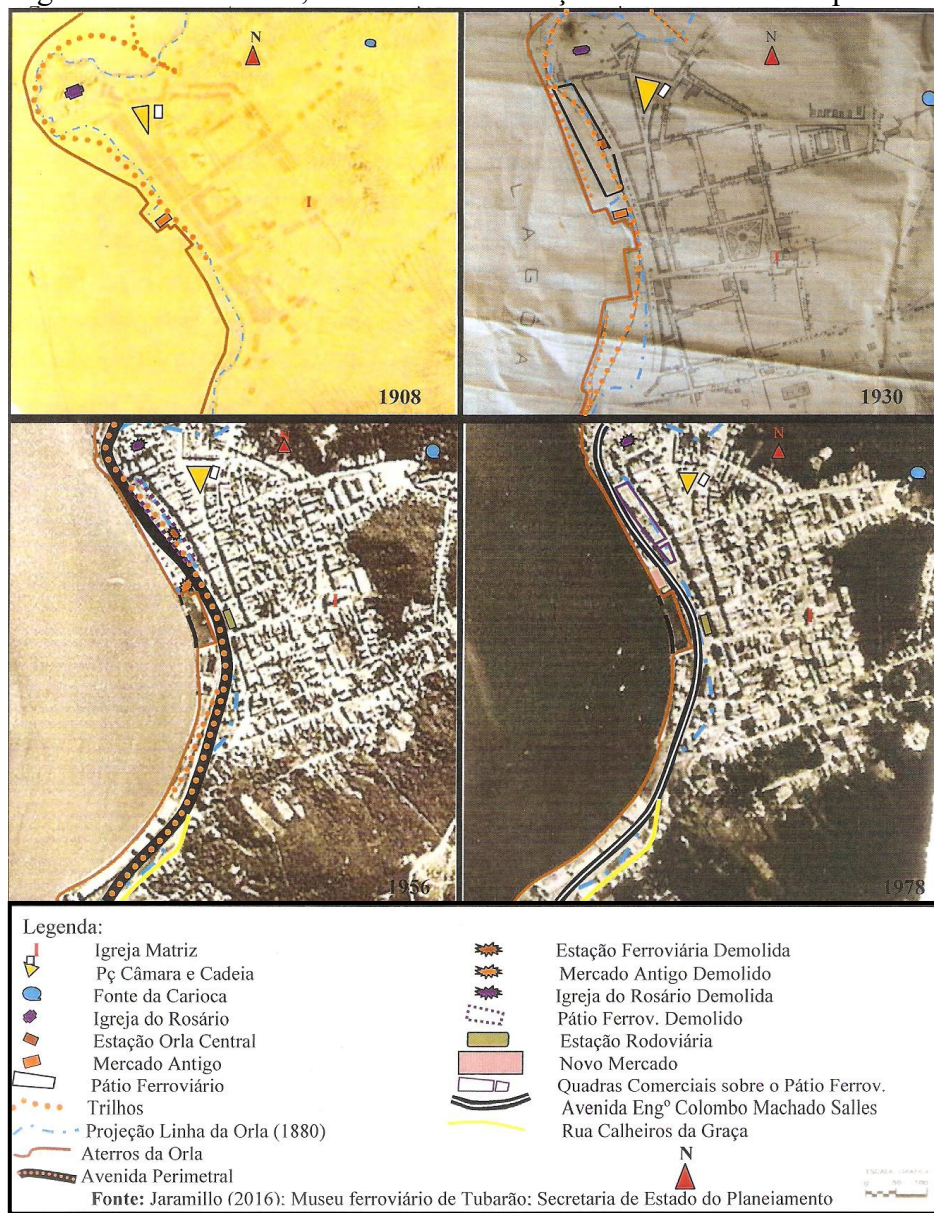 N
1908
N
LAGOA
1930
1956
N
1978
Legenda:
Igreja Matriz
Pç Câmara e Cadeia
Fonte da Carioca
Igreja do Rosário
Estação Orla Central
Mercado Antigo
Pátio Ferroviário
Trilhos
Projeção Linha da Orla (1880)
Aterros da Orla
Avenida Perimetral
Estação Ferroviária Demolida
Mercado Antigo Demolido
Igreja do Rosário Demolida
Pátio Ferrov. Demolido
Estação Rodoviária
Novo Mercado
Quadras Comerciais sobre o Pátio Ferrov.
Avenida Engº Colombo Machado Salles
Rua Calheiros da Graça
N
Fonte: Jaramillo (2016): Museu ferroviário de Tubarão: Secretaria de Estado do Planeiamento